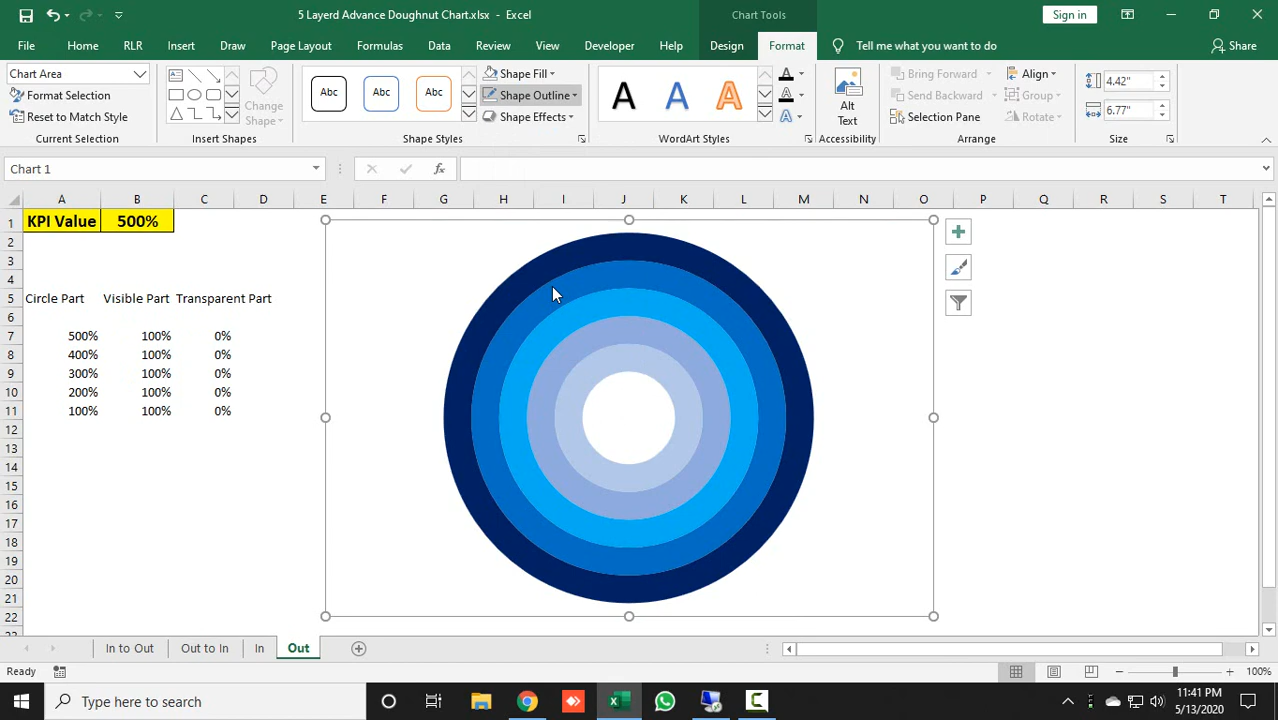 5 Layerd Advance Doughnut Chart.xlsx - Excel
Chart Tools
Sign in
File Home RLR Insert Draw Page Layout Formulas Data Review View Developer Help Design Format Tell me what you want to do Share
Chart Area
Format Selection
Reset to Match Style
Current Selection
Change
Shape
Insert Shapes
Abc Abc Abc
Shape Fill
Shape Outline
Shape Effects
Shape Styles
A A A
A
A
A
WordArt Styles
Alt
Text
Accessibility
Bring Forward Align
Send Backward Group
Selection Pane Rotate
Arrange
4.42"
6.77"
Size
Chart 1 fx
A B C D E F G H I J K L M N O P Q R S T
1 KPI Value 500%
2
3
4
5 Circle Part Visible Part Transparent Part
6
7 500% 100% 0%
8 400% 100% 0%
9 300% 100% 0%
10 200% 100% 0%
11 100% 100% 0%
12
13
14
15
16
17
18
19
20
21
22
In to Out Out to In In Out
Ready 100%
Type here to search
11:41 PM
5/13/2020